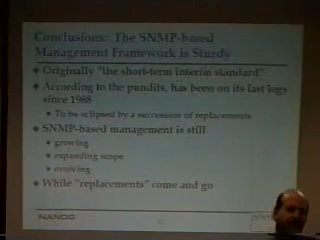 Conclusions: The SNMP-based
Management Framework is Sturdy
Originally "the short-term interim standard"
According in the pundits, has been on its last legs
since 1988
To be eclipsed by a succession of replacements
SNMP-based management is still
growing
expanding scope
evolving
While "replacements" come and go
NANOG